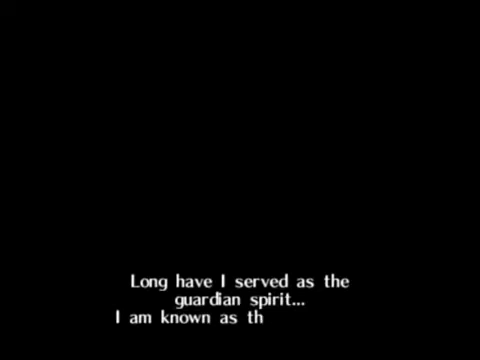 Long have I served as the
guardian spirit...
I am known as th